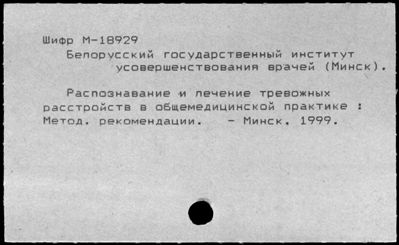 Шифр М-18929
Белорусский государственный институт
усовершенствования врачей (Минск).
Распознавание и лечение тревожных
расстройств в общемедицинской практике :
Метод. рекомендации. - Минск, 1999.